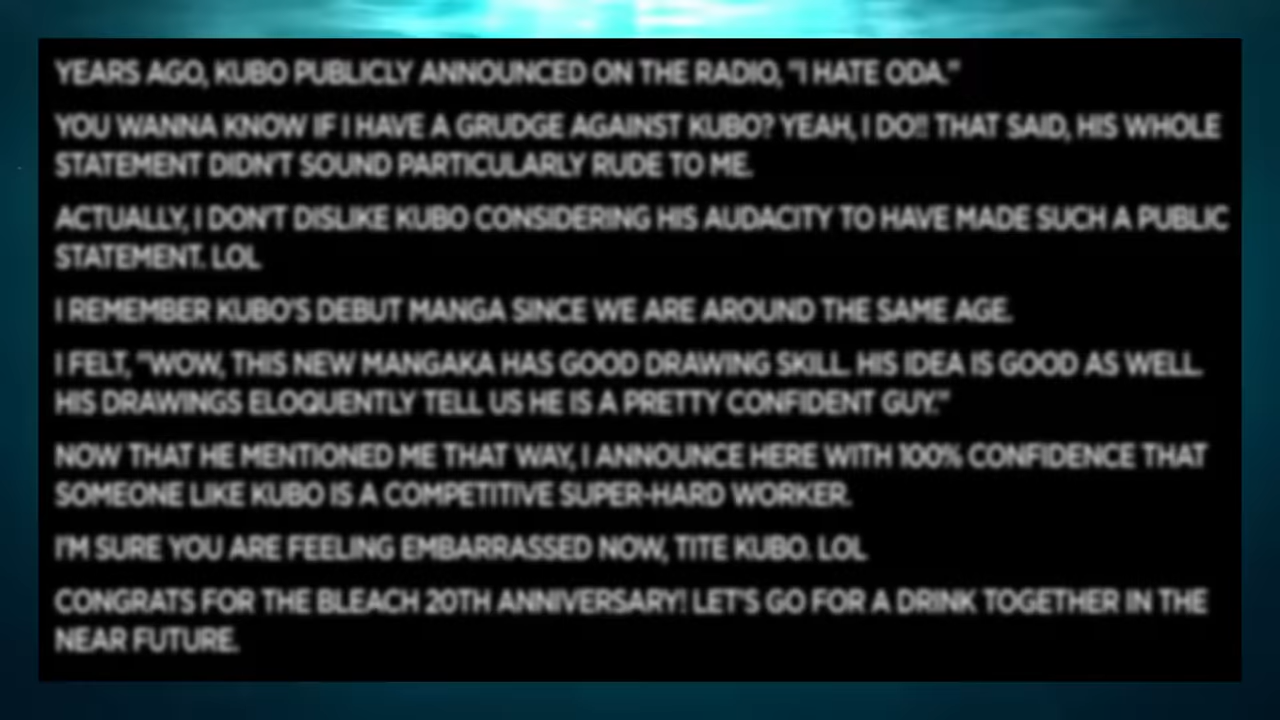 YEARS AGO, KUBO PUBLICLY ANNOUNCED ON THE RADIO, "I HATE ODA."
YOU WANNA KNOW IF I HAVE A GRUDGE AGAINST KUBO? YEAH, I DO!! THAT SAID, HIS WHOLE
STATEMENT DIDN'T SOUND PARTICULARLY RUDE TO ME.
ACTUALLY, I DON'T DISLIKE KUBO CONSIDERING HIS AUDACITY TO HAVE MADE SUCH A PUBLIC
STATEMENT. LOL
I REMEMBER KUBO'S DEBUT MANGA SINCE WE ARE AROUND THE SAME AGE.
I FELT, "WOW, THIS NEW MANGAKA HAS GOOD DRAWING SKILL. HIS IDEA IS GOOD AS WELL.
HIS DRAWINGS ELOQUENTLY TELL US HE IS A PRETTY CONFIDENT GUY."
NOW THAT HE MENTIONED ME THAT WAY, I ANNOUNCE HERE WITH 100% CONFIDENCE THAT
SOMEONE LIKE KUBO IS A COMPETITIVE SUPER-HARD WORKER.
I'M SURE YOU ARE FEELING EMBARRASSED NOW, TITE KUBO. LOL
CONGRATS FOR THE BLEACH 20TH ANNIVERSARY! LET'S GO FOR A DRINK TOGETHER IN THE
NEAR FUTURE.